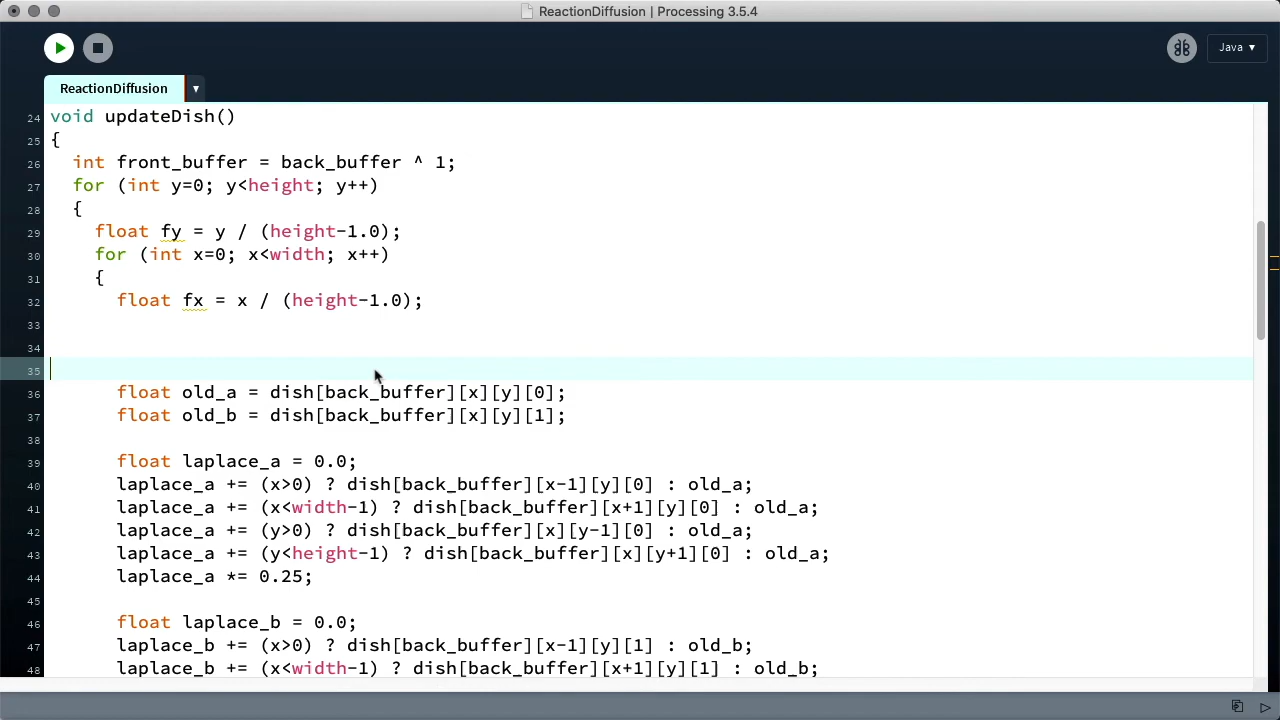 ReactionDiffusion | Processing 3.5.4
Java ▼
ReactionDiffusion ▼
24 void updateDish()
25 {
26   int front_buffer = back_buffer ^ 1;
27   for (int y=0; y<height; y++)
28   {
29     float fy = y / (height-1.0);
30     for (int x=0; x<width; x++)
31     {
32       float fx = x / (height-1.0);
33
34
35
36       float old_a = dish[back_buffer][x][y][0];
37       float old_b = dish[back_buffer][x][y][1];
38
39       float laplace_a = 0.0;
40       laplace_a += (x>0) ? dish[back_buffer][x-1][y][0] : old_a;
41       laplace_a += (x<width-1) ? dish[back_buffer][x+1][y][0] : old_a;
42       laplace_a += (y>0) ? dish[back_buffer][x][y-1][0] : old_a;
43       laplace_a += (y<height-1) ? dish[back_buffer][x][y+1][0] : old_a;
44       laplace_a *= 0.25;
45
46       float laplace_b = 0.0;
47       laplace_b += (x>0) ? dish[back_buffer][x-1][y][1] : old_b;
48       laplace_b += (x<width-1) ? dish[back_buffer][x+1][y][1] : old_b;